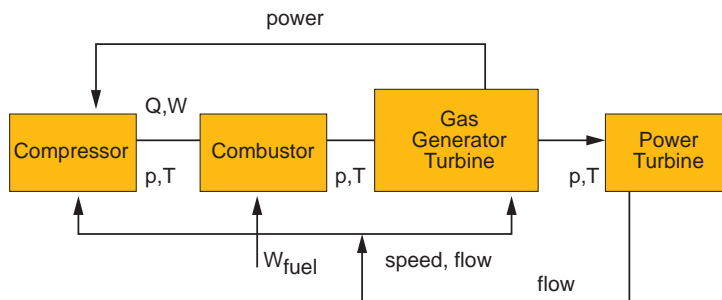 power
Q,W
Compressor
Combustor
Gas
Generator
Turbine
Power
Turbine
p,T
p,T
p,T
Wfuel
speed, flow
flow